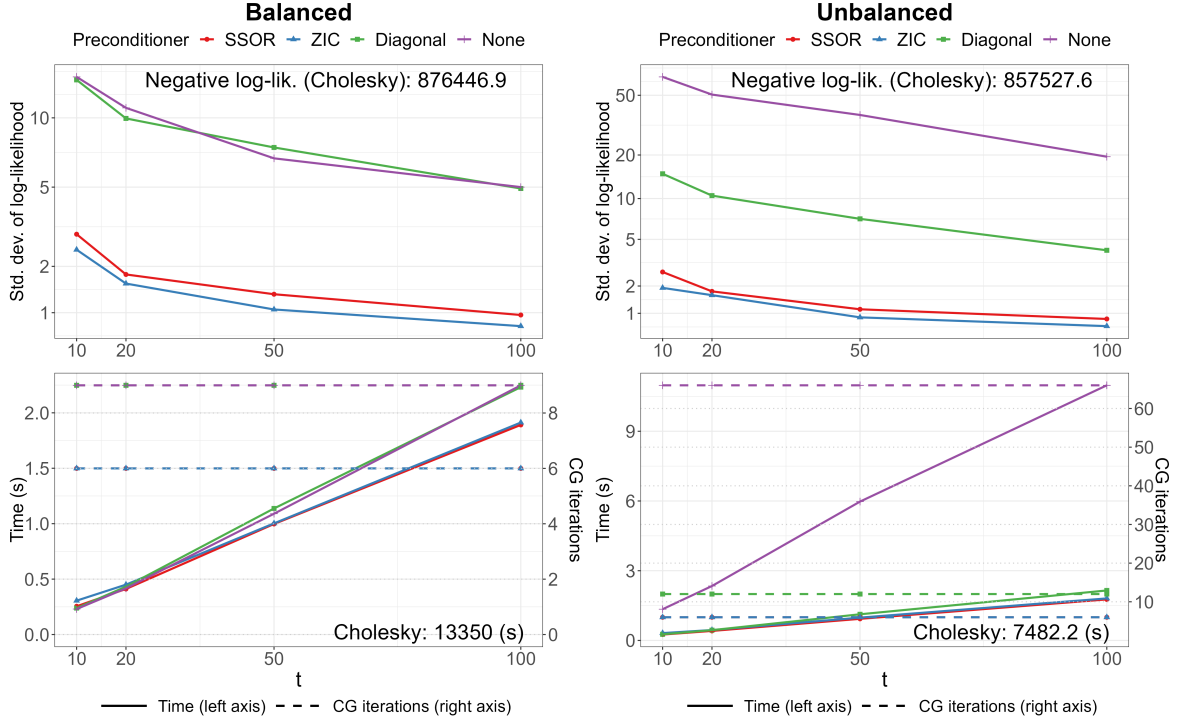 Balanced
Preconditioner SSOR ZIC Diagonal None
Negative log-lik. (Cholesky): 876446.9
Std. dev. of log-likelihood
10
5
2
1
10 20 50 100
Time (s)
2.0
1.5
1.0
0.5
0.0
CG iterations
8
6
4
2
0
Cholesky: 13350 (s)
10 20 50 100
t
Time (left axis) CG iterations (right axis)
Unbalanced
Preconditioner SSOR ZIC Diagonal None
Negative log-lik. (Cholesky): 857527.6
Std. dev. of log-likelihood
50
20
10
5
2
1
10 20 50 100
Time (s)
9
6
3
0
CG iterations
60
50
40
30
20
10
Cholesky: 7482.2 (s)
10 20 50 100
t
Time (left axis) CG iterations (right axis)